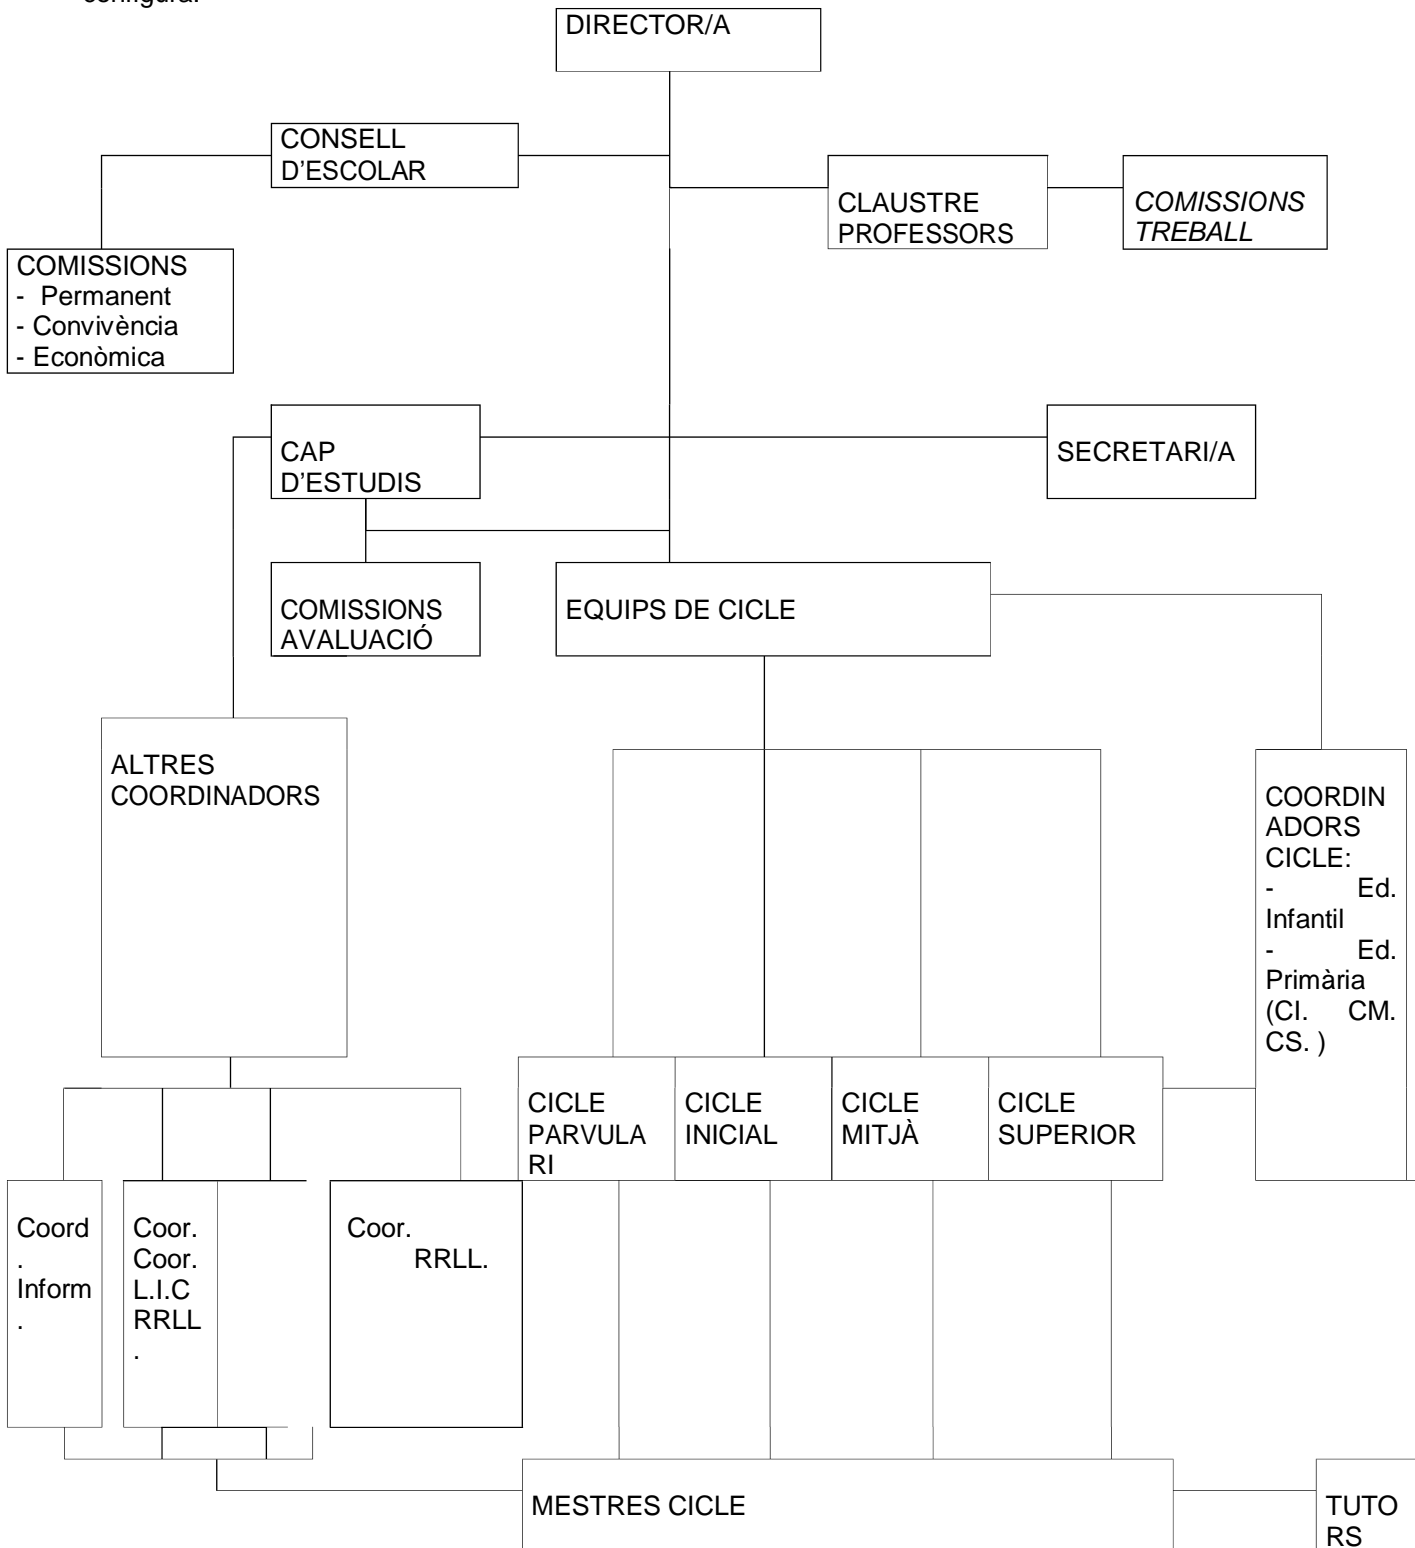 configura:
DIRECTOR/A
CONSELL
D'ESCOLAR
CLAUSTRE
PROFESSORS
COMISSIONS
TREBALL
COMISSIONS
- Permanent
- Convivència
- Econòmica
CAP
D'ESTUDIS
SECRETARI/A
COMISSIONS
AVALUACIÓ
EQUIPS DE CICLE
ALTRES
COORDINADORS
COORDIN
ADORS
CICLE:
- Ed.
Infantil
- Ed.
Primària
(CI. CM.
CS. )
CICLE
PARVULA
RI
CICLE
INICIAL
CICLE
MITJÀ
CICLE
SUPERIOR
Coord
.
Inform
.
Coor.
Coor.
L.I.C
RRLL
.
Coor.
RRLL.
MESTRES CICLE
TUTO
RS